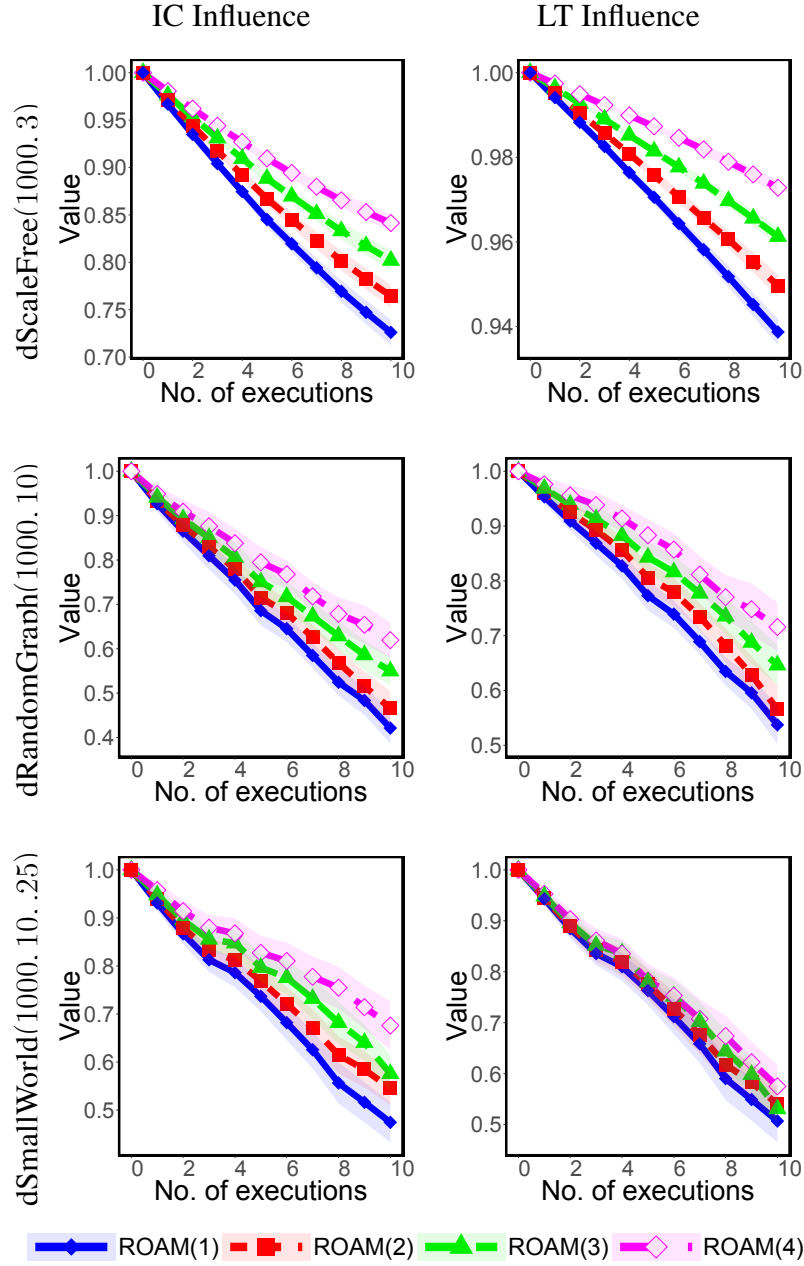 IC Influence LT Influence
dScaleFree(1000. 3)
Value
1.00
0.95
0.90
0.85
0.80
0.75
0.70
0 2 4 6 8 10
No. of executions
Value
1.00
0.98
0.96
0.94
0 2 4 6 8 10
No. of executions
dRandomGraph(1000. 10)
Value
1.0
0.9
0.8
0.7
0.6
0.5
0.4
0 2 4 6 8 10
No. of executions
Value
1.0
0.9
0.8
0.7
0.6
0.5
0 2 4 6 8 10
No. of executions
dSmallWorld(1000. 10. .25)
Value
1.0
0.9
0.8
0.7
0.6
0.5
0 2 4 6 8 10
No. of executions
Value
1.0
0.9
0.8
0.7
0.6
0.5
0 2 4 6 8 10
No. of executions
ROAM(1) ROAM(2) ROAM(3) ROAM(4)